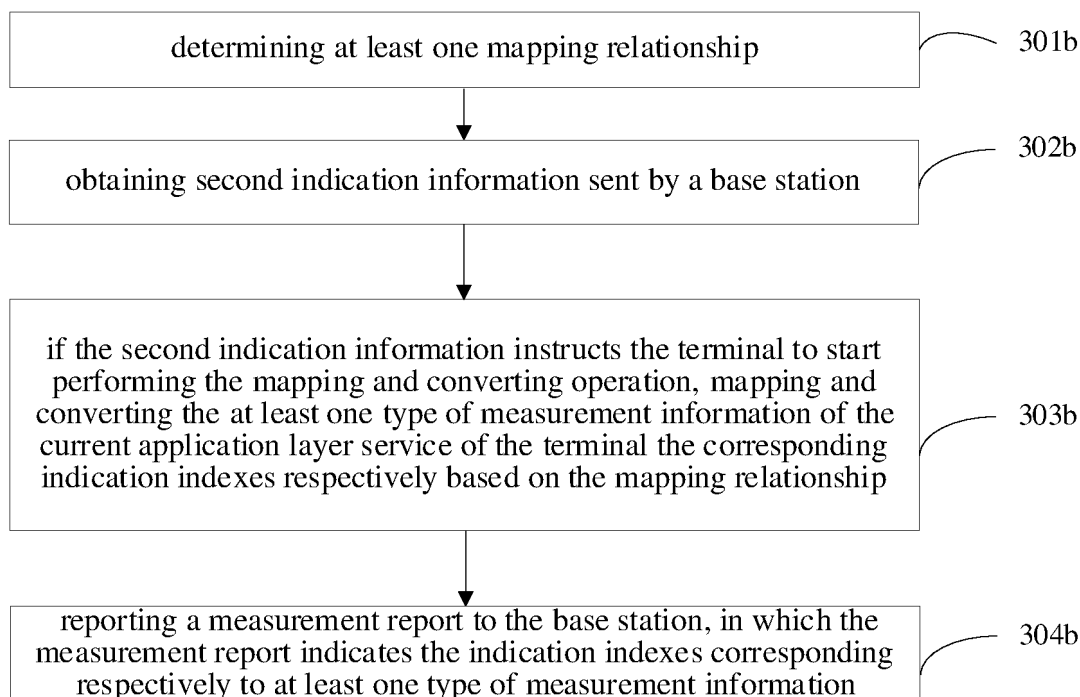 determining at least one mapping relationship
301b
obtaining second indication information sent by a base station
302b
if the second indication information instructs the terminal to start
performing the mapping and converting operation, mapping and
converting the at least one type of measurement information of the
current application layer service of the terminal the corresponding
indication indexes respectively based on the mapping relationship
303b
reporting a measurement report to the base station, in which the
measurement report indicates the indication indexes corresponding
respectively to at least one type of measurement information
304b